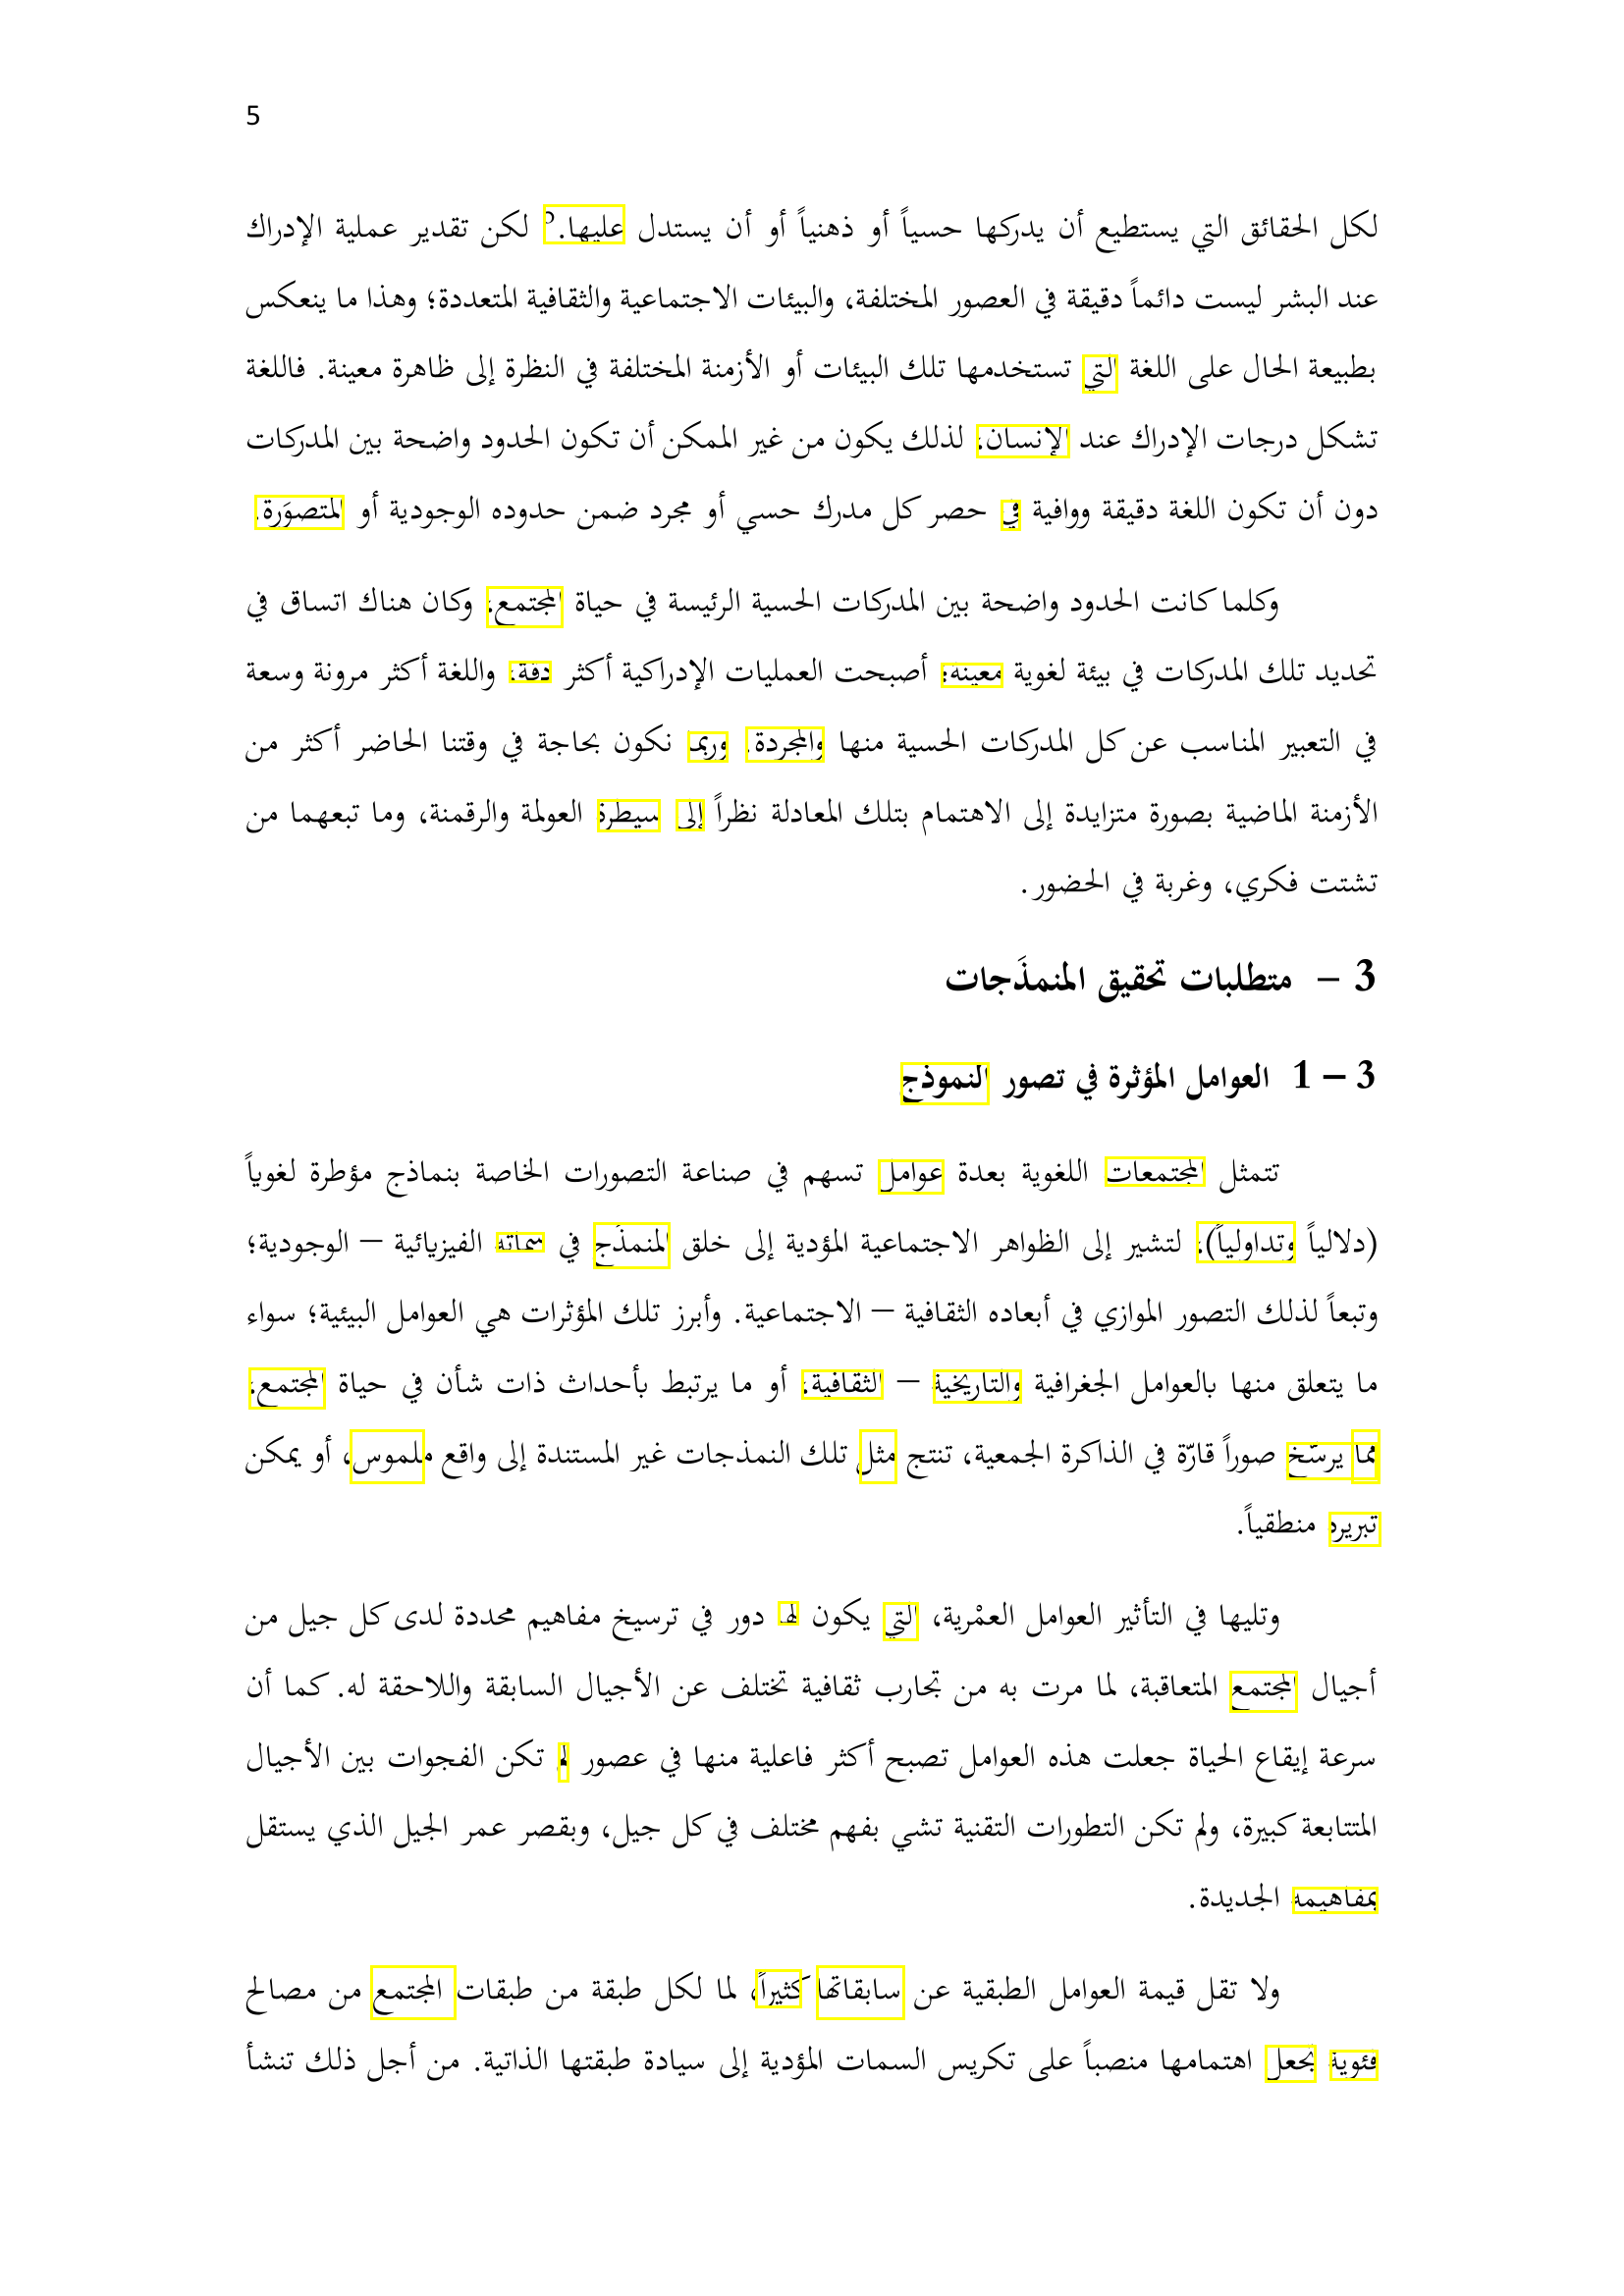 5
لكل الحقائق التي يستطيع أن يدركها حسياً أو ذهنياً أو أن يستدل عليها.٥ لكن تقدير عملية الإدراك
عند البشر ليست دائماً دقيقة في العصور المختلفة، والبيئات الاجتماعية والثقافية المتعددة؛ وهذا ما ينعكس
بطبيعة الحال على اللغة التي تستخدمها تلك البيئات أو الأزمنة المختلفة في النظرة إلى ظاهرة معينة. فاللغة
تشكل درجات الإدراك عند الإنسان؛ لذلك يكون من غير الممكن أن تكون الحدود واضحة بين المدركات
دون أن تكون اللغة دقيقة ووافية في حصر كل مدرك حسي أو مجرد ضمن حدوده الوجودية أو المتصوَرة.
وكلما كانت الحدود واضحة بين المدركات الحسية الرئيسة في حياة المجتمع، وكان هناك اتساق في
تحديد تلك المدركات في بيئة لغوية معينة؛ أصبحت العمليات الإدراكية أكثر دقة، واللغة أكثر مرونة وسعة
في التعبير المناسب عن كل المدركات الحسية منها والمجردة. وربما نكون بحاجة في وقتنا الحاضر أكثر من
الأزمنة الماضية بصورة متزايدة إلى الاهتمام بتلك المعادلة نظراً إلى سيطرة العولمة والرقمنة، وما تبعهما من
تشتت فكري، وغربة في الحضور.
3 – متطلبات تحقيق المنمذَجات
3 – 1 العوامل المؤثرة في تصور النموذج
تتمثل المجتمعات اللغوية بعدة عوامل تسهم في صناعة التصورات الخاصة بنماذج مؤطرة لغوياً
(دلالياً وتداولياً)، لتشير إلى الظواهر الاجتماعية المؤدية إلى خلق المنمذَج في سماته الفيزيائية – الوجودية؛
وتبعاً لذلك التصور الموازي في أبعاده الثقافية – الاجتماعية. وأبرز تلك المؤثرات هي العوامل البيئية؛ سواء
ما يتعلق منها بالعوامل الجغرافية والتاريخية – الثقافية، أو ما يرتبط بأحداث ذات شأن في حياة المجتمع،
مما يرسّخ صوراً قارّة في الذاكرة الجمعية، تنتج مثل تلك النمذجات غير المستندة إلى واقع ملموس، أو يمكن
تبريره منطقياً.
وتليها في التأثير العوامل العمْرية، التي يكون لها دور في ترسيخ مفاهيم محددة لدى كل جيل من
أجيال المجتمع المتعاقبة، لما مرت به من تجارب ثقافية تختلف عن الأجيال السابقة واللاحقة له. كما أن
سرعة إيقاع الحياة جعلت هذه العوامل تصبح أكثر فاعلية منها في عصور لم تكن الفجوات بين الأجيال
المتتابعة كبيرة، ولم تكن التطورات التقنية تشي بفهم مختلف في كل جيل، وبقصر عمر الجيل الذي يستقل
بمفاهيمه الجديدة.
ولا تقل قيمة العوامل الطبقية عن سابقاتها كثيراً، لما لكل طبقة من طبقات المجتمع من مصالح
فئوية تجعل اهتمامها منصباً على تكريس السمات المؤدية إلى سيادة طبقتها الذاتية. من أجل ذلك تنشأ